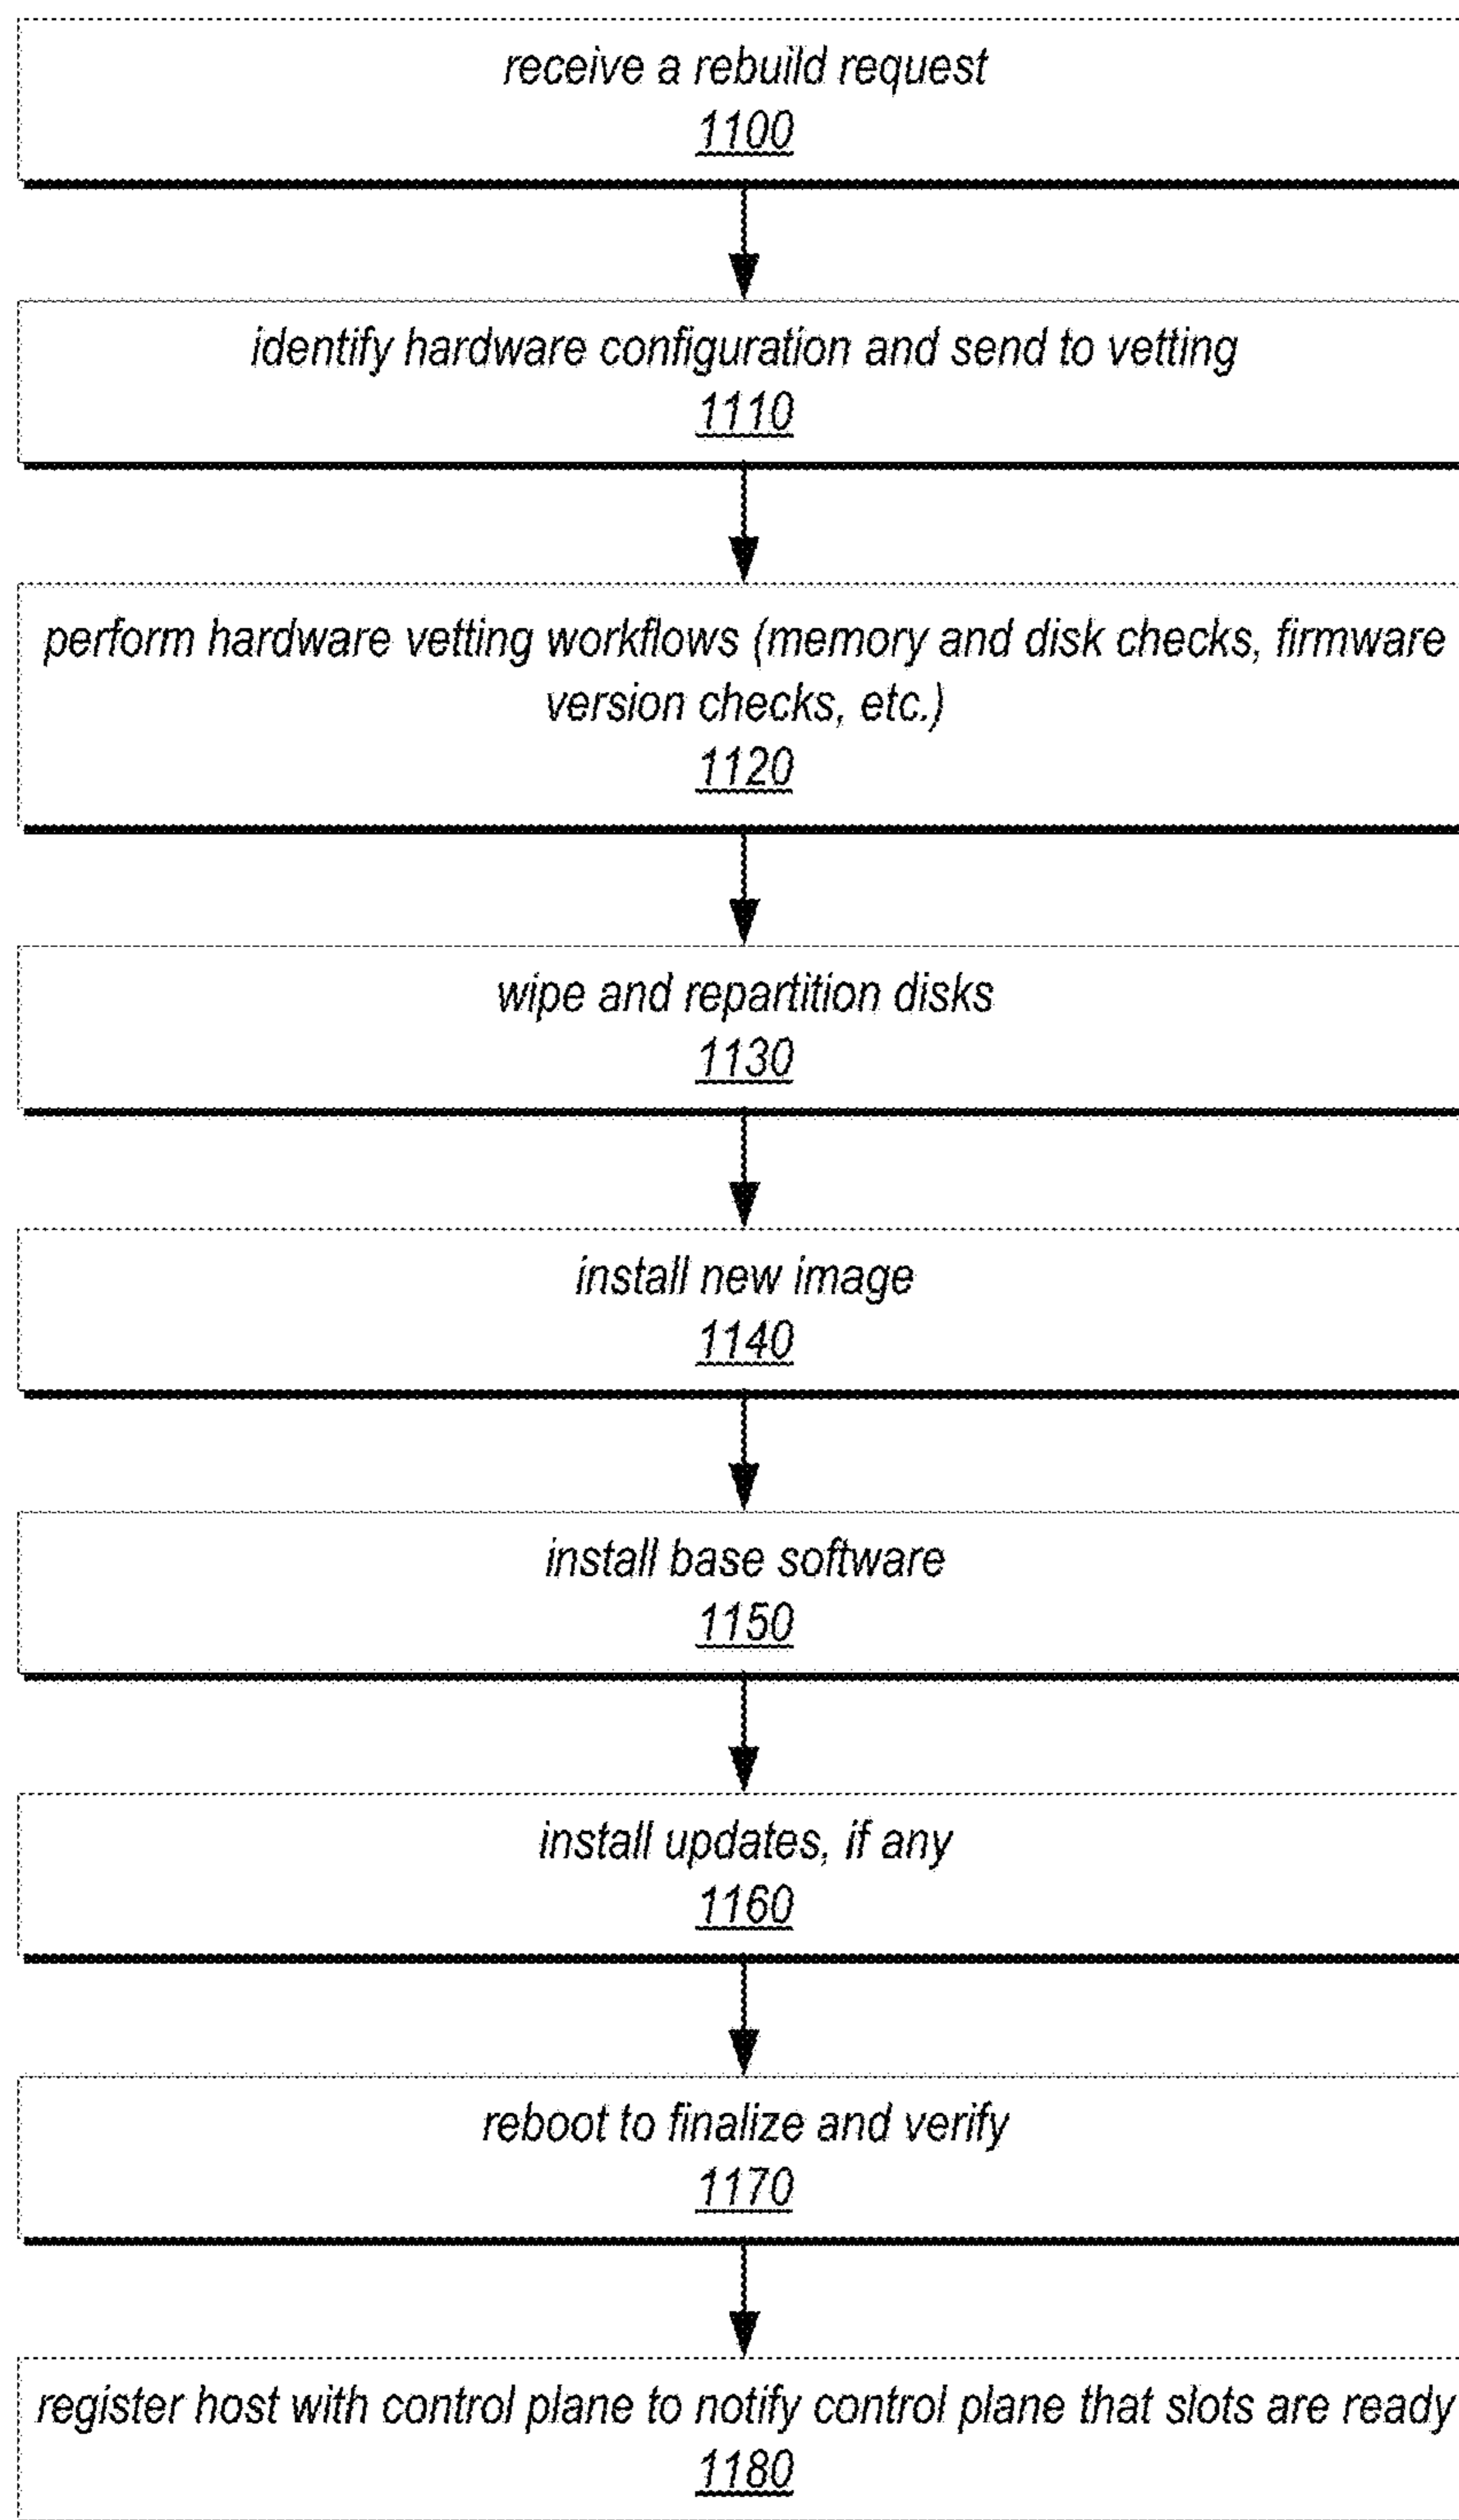 receive a rebuild request
1100
identify hardware configuration and send to vetting
1110
perform hardware vetting workflows (memory and disk checks, firmware
version checks, etc.)
1120
wipe and repartition disks
1130
install new image
1140
install base software
1150
install updates, if any
1160
reboot to finalize and verify
1170
register host with control plane to notify control plane that slots are ready
1180